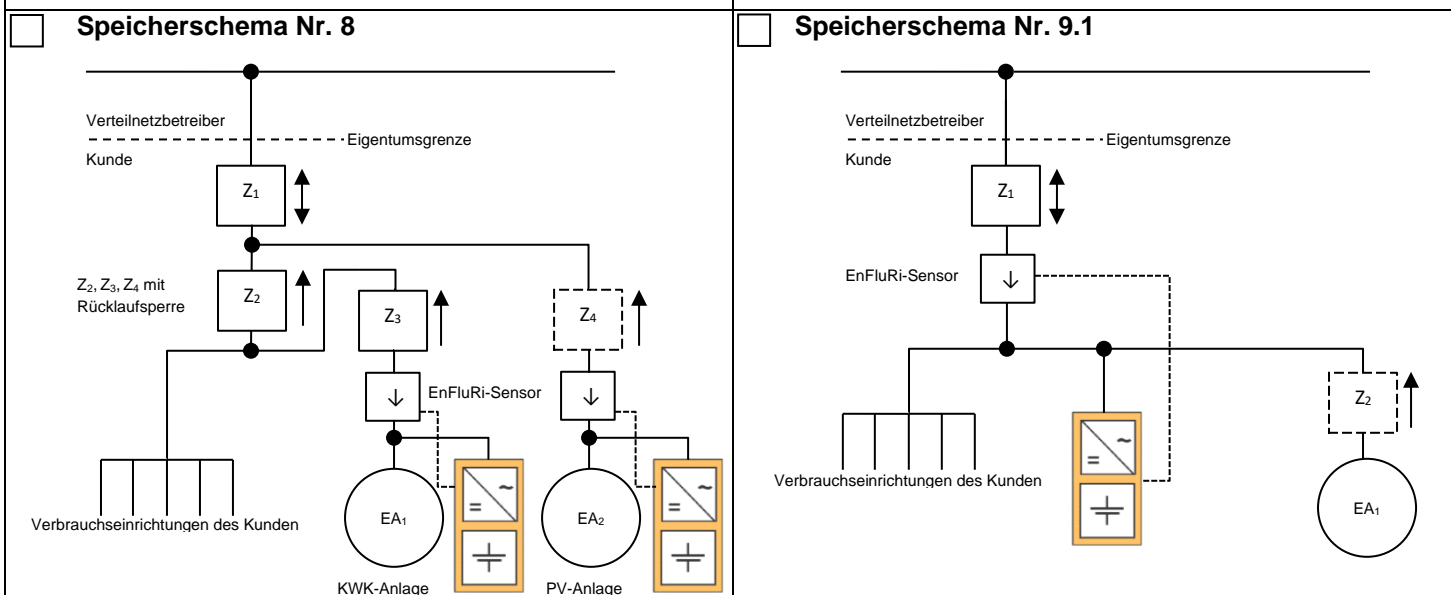 Speicherschema Nr. 8
Verteilnetzbetreiber
Eigentumsgrenze
Kunde
Z1
Z2, Z3, Z4 mit
Rücklaufsperre
Z2
Z3
Z4
EnFluRi-Sensor
Verbrauchseinrichtungen des Kunden
EA1
EA2
KWK-Anlage
PV-Anlage
Speicherschema Nr. 9.1
Verteilnetzbetreiber
Eigentumsgrenze
Kunde
Z1
EnFluRi-Sensor
Z2
Verbrauchseinrichtungen des Kunden
EA1